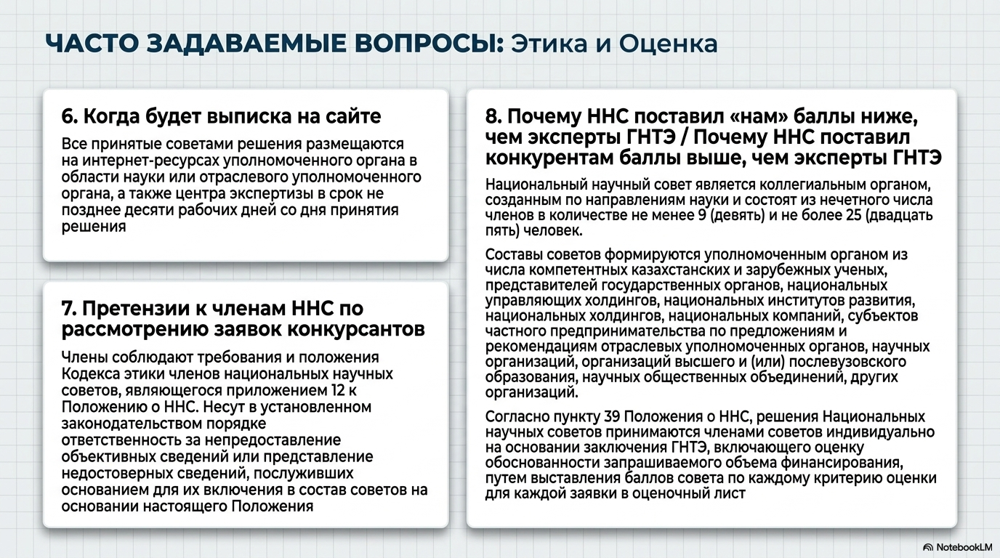 ЧАСТО ЗАДАВАЕМЫЕ ВОПРОСЫ: Этика и Оценка
6. Когда будет выписка на сайте
Все принятые советами решения размещаются
на интернет-ресурсах уполномоченного органа в
области науки или отраслевого уполномоченного
органа, а также центра экспертизы в срок не
позднее десяти рабочих дней со дня принятия
решения
7. Претензии к членам ННС по
рассмотрению заявок конкурсантов
Члены соблюдают требования и положения
Кодекса этики членов национальных научных
советов, являющегося приложением 12 к
Положению о ННС. Несут в установленном
законодательством порядке
ответственность за непредоставление
объективных сведений или представление
недостоверных сведений, послуживших
основанием для их включения в состав советов на
основании настоящего Положения
8. Почему ННС поставил «нам» баллы ниже,
чем эксперты ГНТЭ / Почему ННС поставил
конкурентам баллы выше, чем эксперты ГНТЭ
Национальный научный совет является коллегиальным органом,
созданным по направлениям науки и состоят из нечетного числа
членов в количестве не менее 9 (девять) и не более 25 (двадцать
пять) человек.
Составы советов формируются уполномоченным органом из
числа компетентных казахстанских и зарубежных ученых,
представителей государственных органов, национальных
управляющих холдингов, национальных институтов развития,
национальных холдингов, национальных компаний, субъектов
частного предпринимательства по предложениям и
рекомендациям отраслевых уполномоченных органов, научных
организаций, организаций высшего и (или) послевузовского
образования, научных общественных объединений, других
организаций.
Согласно пункту 39 Положения о ННС, решения Национальных
научных советов принимаются членами советов индивидуально
на основании заключения ГНТЭ, включающего оценку
обоснованности запрашиваемого объема финансирования,
путем выставления баллов совета по каждому критерию оценки
для каждой заявки в оценочный лист
NotebookLM